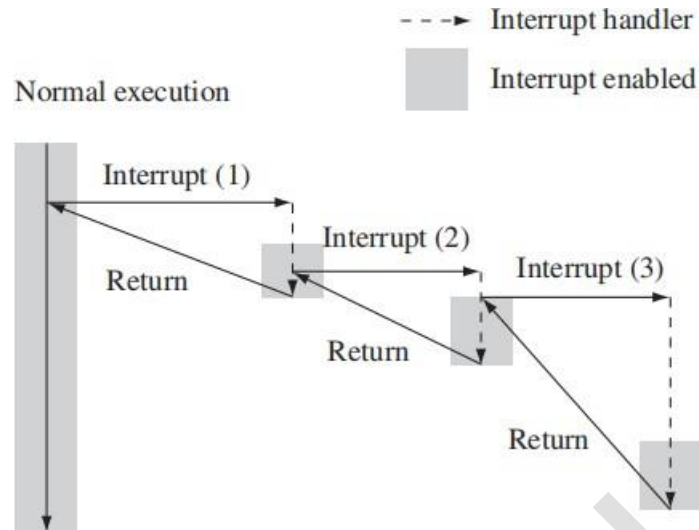 Interrupt handler
Interrupt enabled
Normal execution
Interrupt (1)
Interrupt (2)
Interrupt (3)
Return
Return
Return